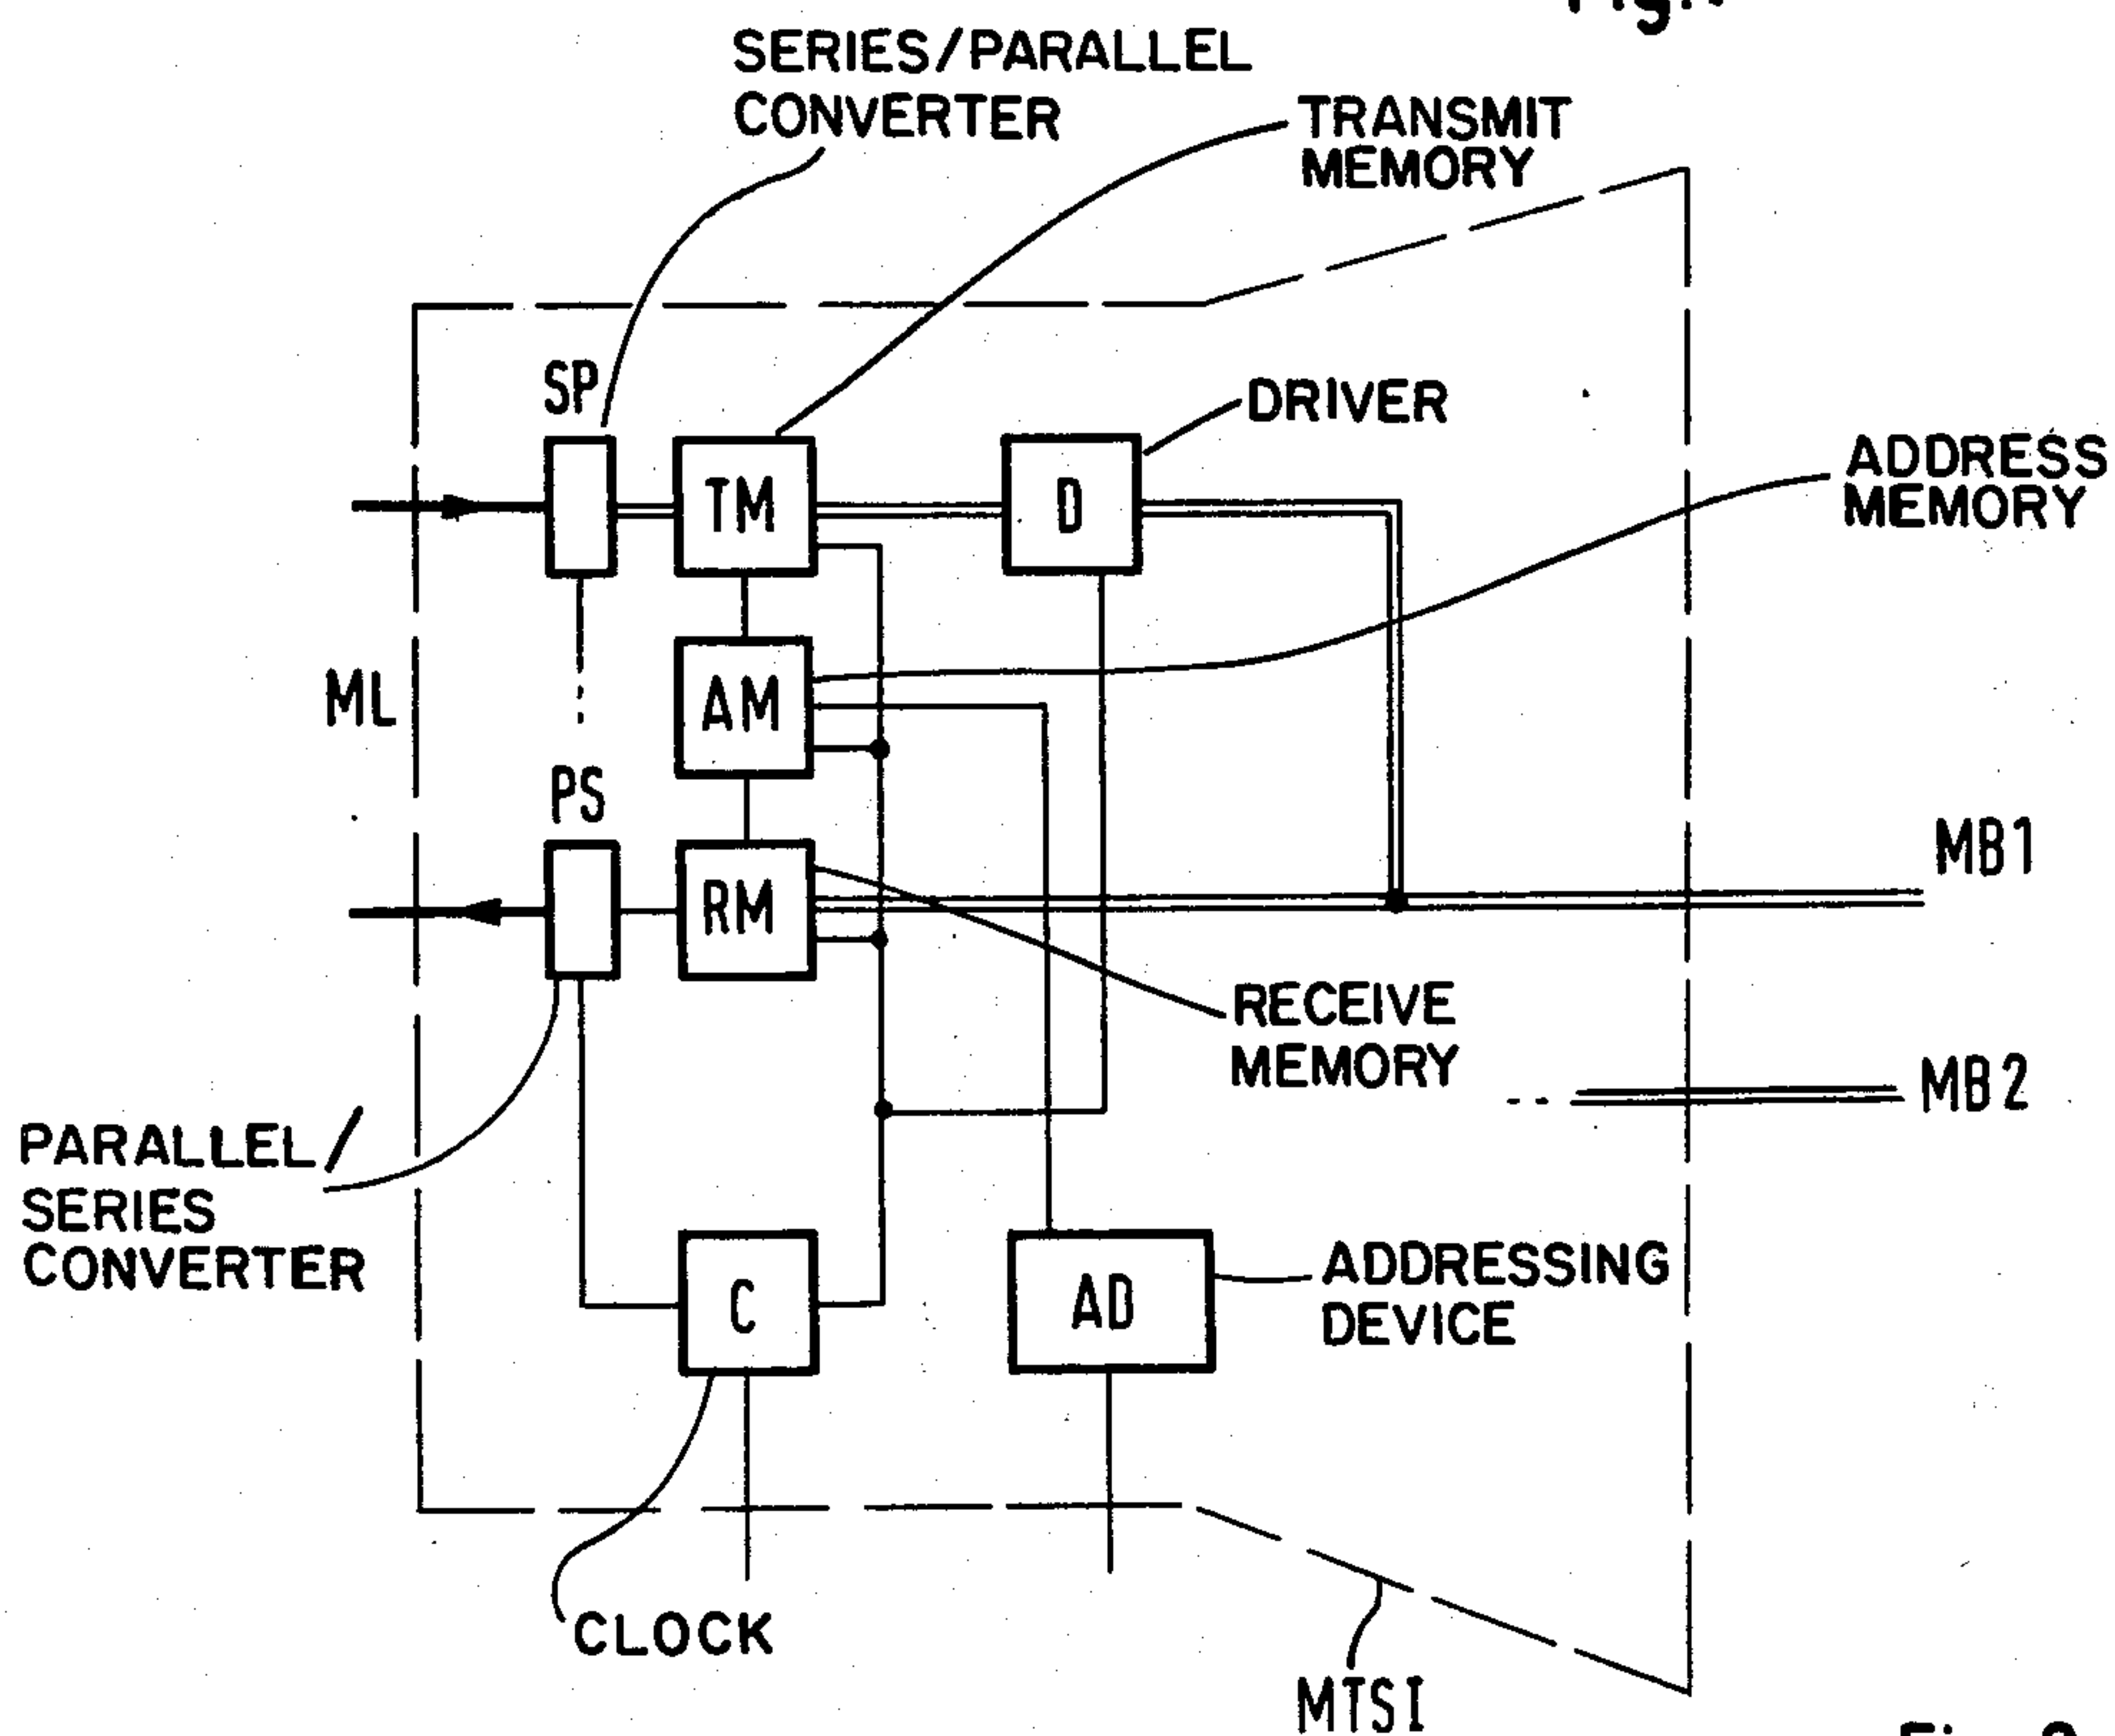 SERIES/PARALLEL
CONVERTER
TRANSMIT
MEMORY
SP
DRIVER
ADDRESS
MEMORY
TM
D
ML
AM
PS
MB1
RM
RECEIVE
MEMORY
MB2
PARALLEL/
SERIES
CONVERTER
C
AD
ADDRESSING
DEVICE
CLOCK
MTSI